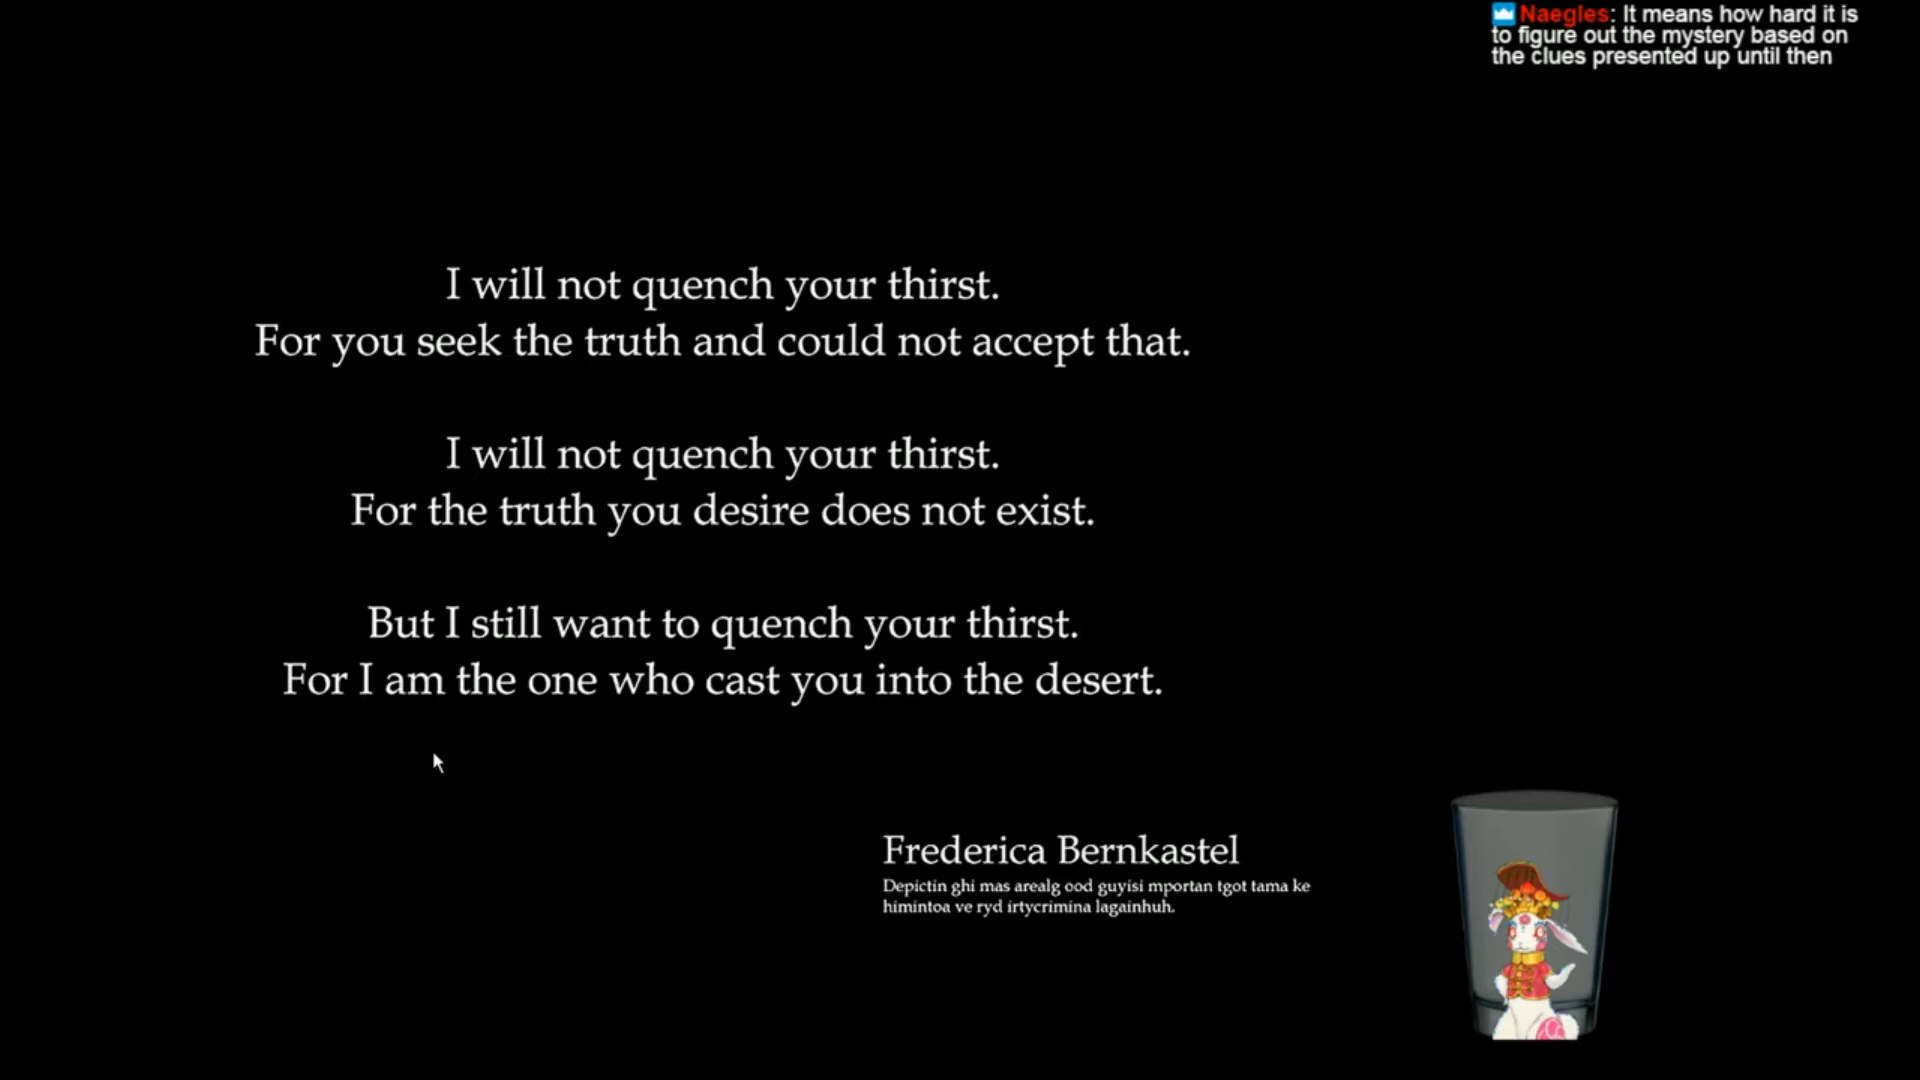 Naegles: It means how hard it is
to figure out the mystery based on
the clues presented up until then
I will not quench your thirst.
For you seek the truth and could not accept that.
I will not quench your thirst.
For the truth you desire does not exist.
But I still want to quench your thirst.
For I am the one who cast you into the desert.
Frederica Bernkastel
Depictin ghi mas arealg ood guyisi mportan tgot tama ke
himintoa ve ryd irtycrimina lagainhuh.